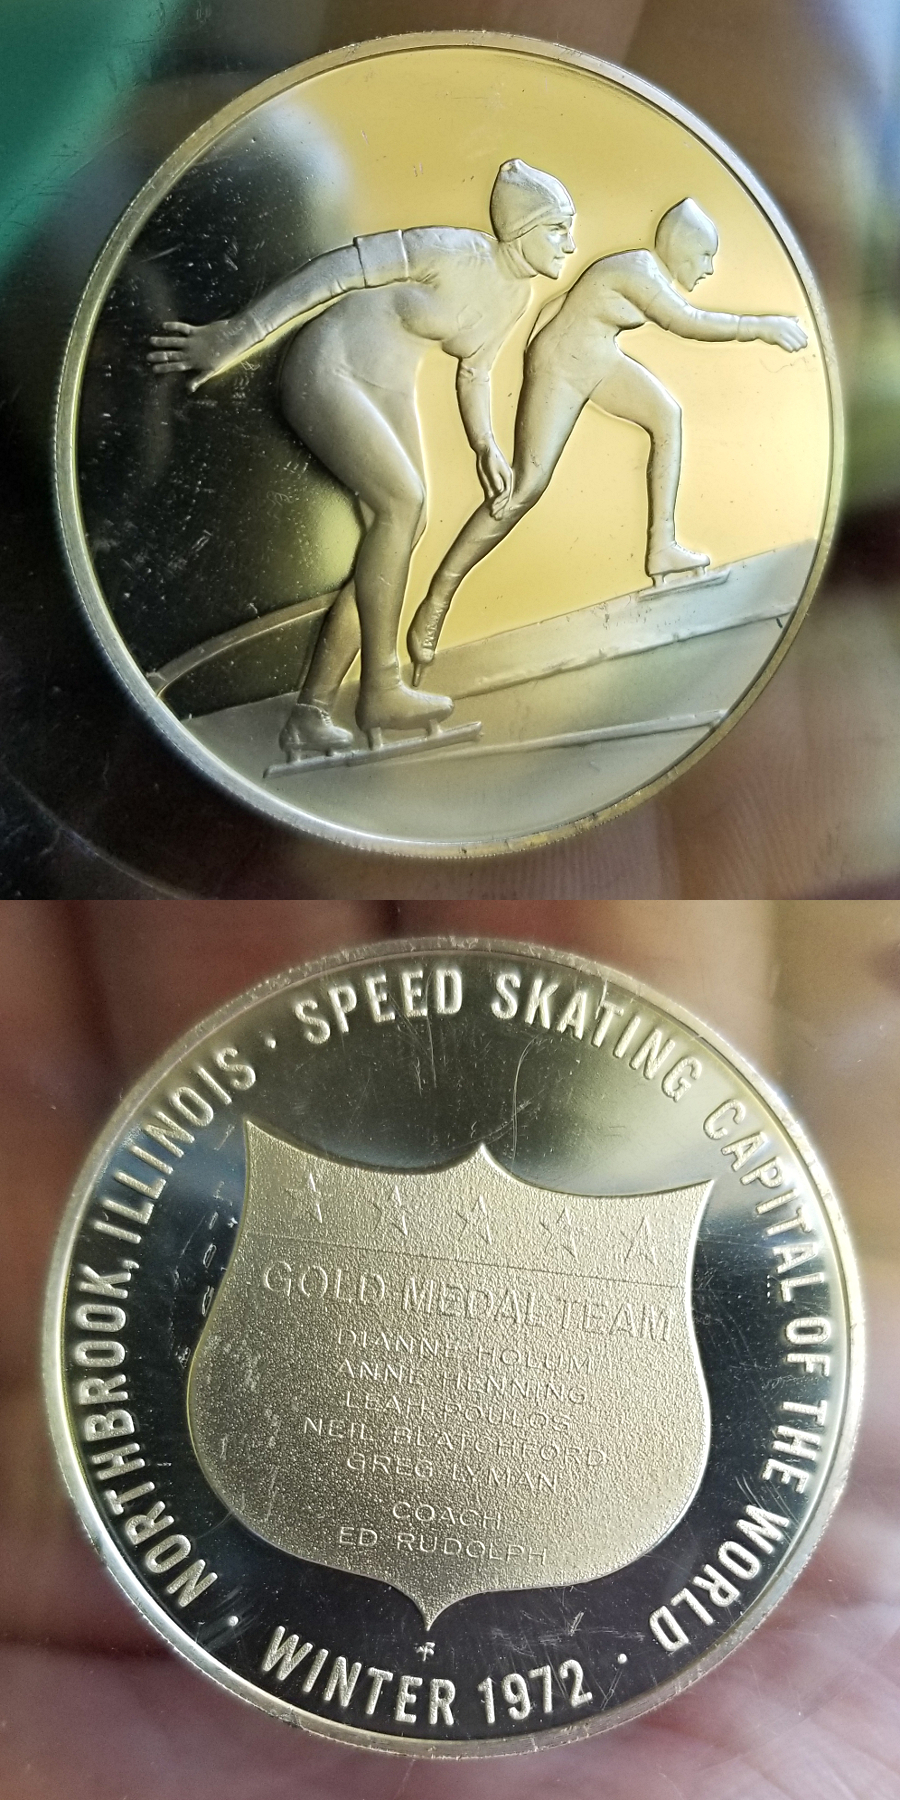 NORTHBROOK, ILLINOIS · SPEED SKATING CAPITAL OF THE WORLD ·
GOLD MEDAL TEAM
DIANNE HOLUM
ANNE HENNING
LEAH POULOS
NEIL BLATCHFORD
GREG LYMAN
COACH
ED RUDOLPH
WINTER 1972 ·